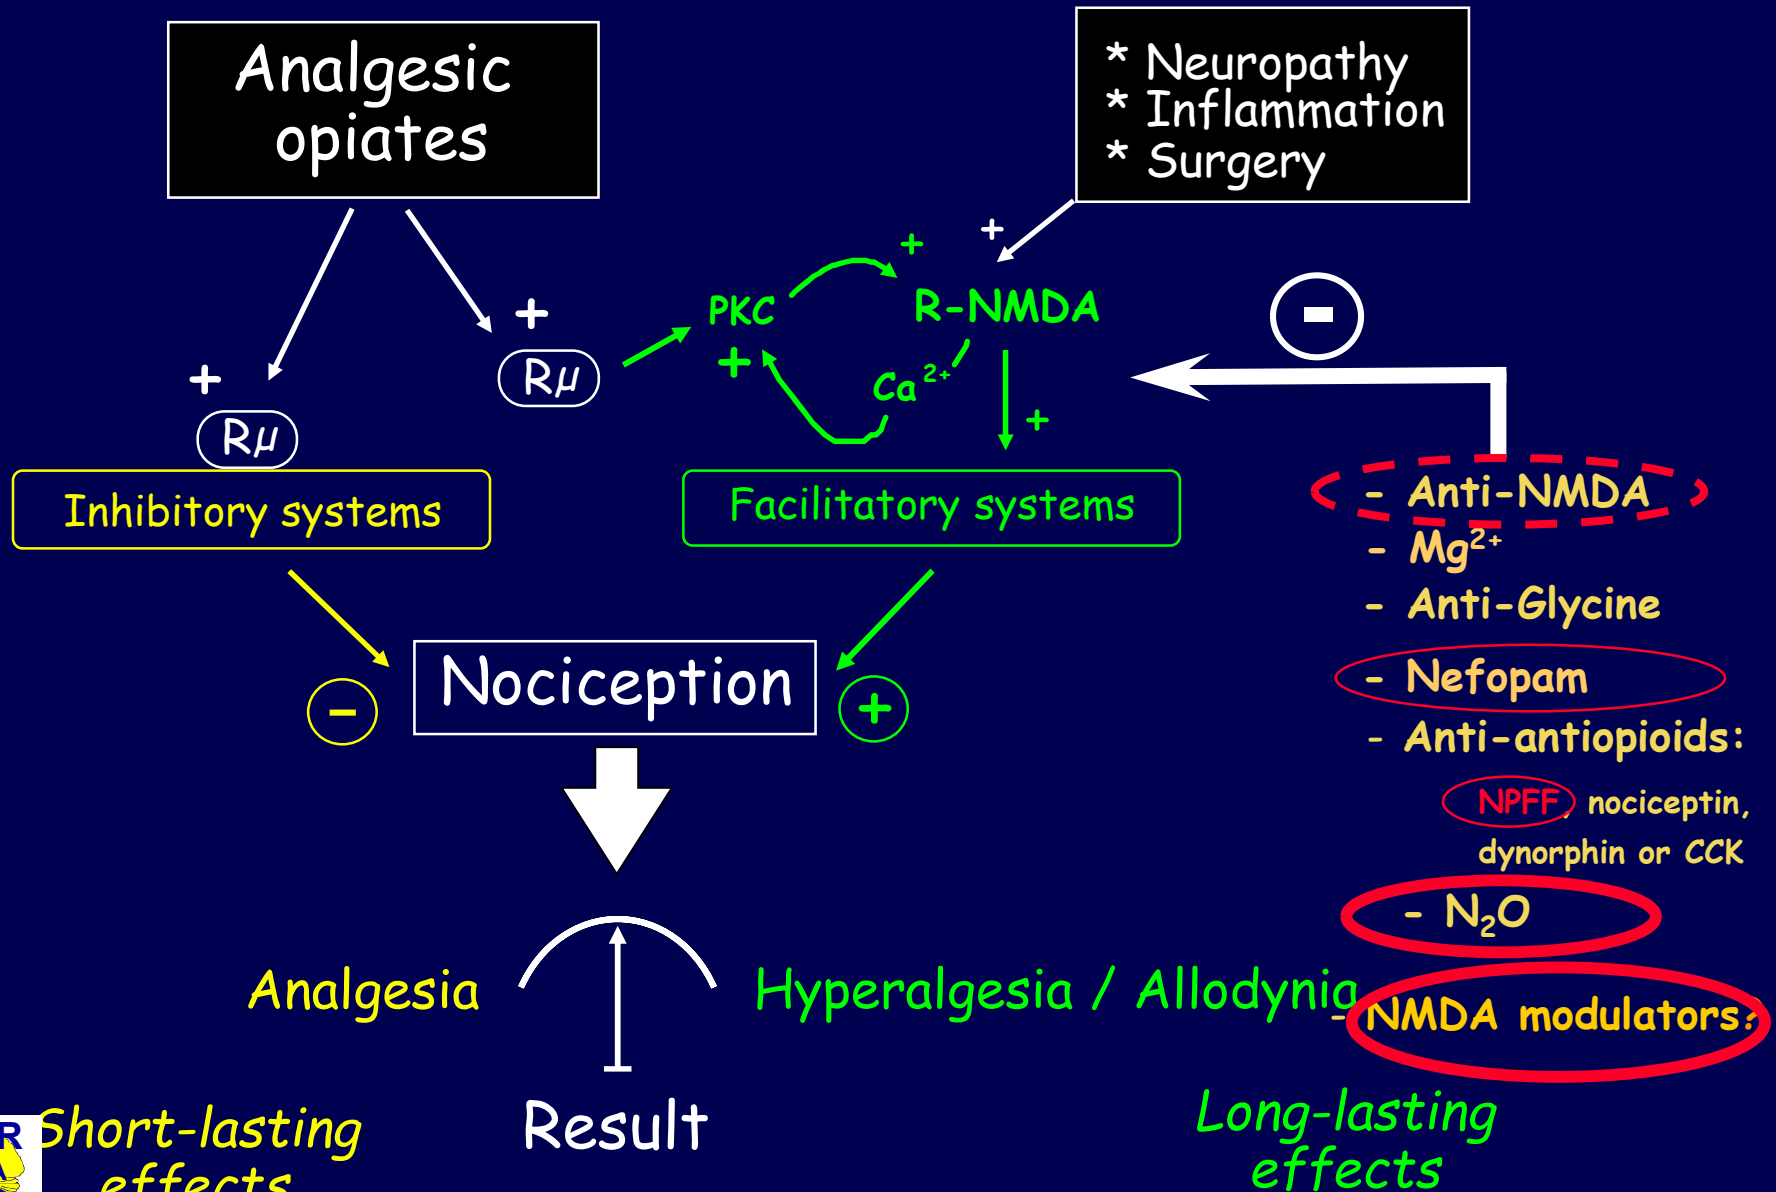 Analgesic
opiates
* Neuropathy
* Inflammation
* Surgery
+
+
+
+
+
PKC
R-NMDA
-
+
Rµ
Rµ
Ca²⁺
+
Inhibitory systems
Facilitatory systems
- Anti-NMDA
- Mg²⁺
- Anti-Glycine
Nociception
-
+
- Nefopam
- Anti-antiopioids:
NPFF, nociceptin,
dynorphin or CCK
- N₂O
Analgesia
Hyperalgesia / Allodynia
- NMDA modulators?
Result
Short-lasting
effects
Long-lasting
effects